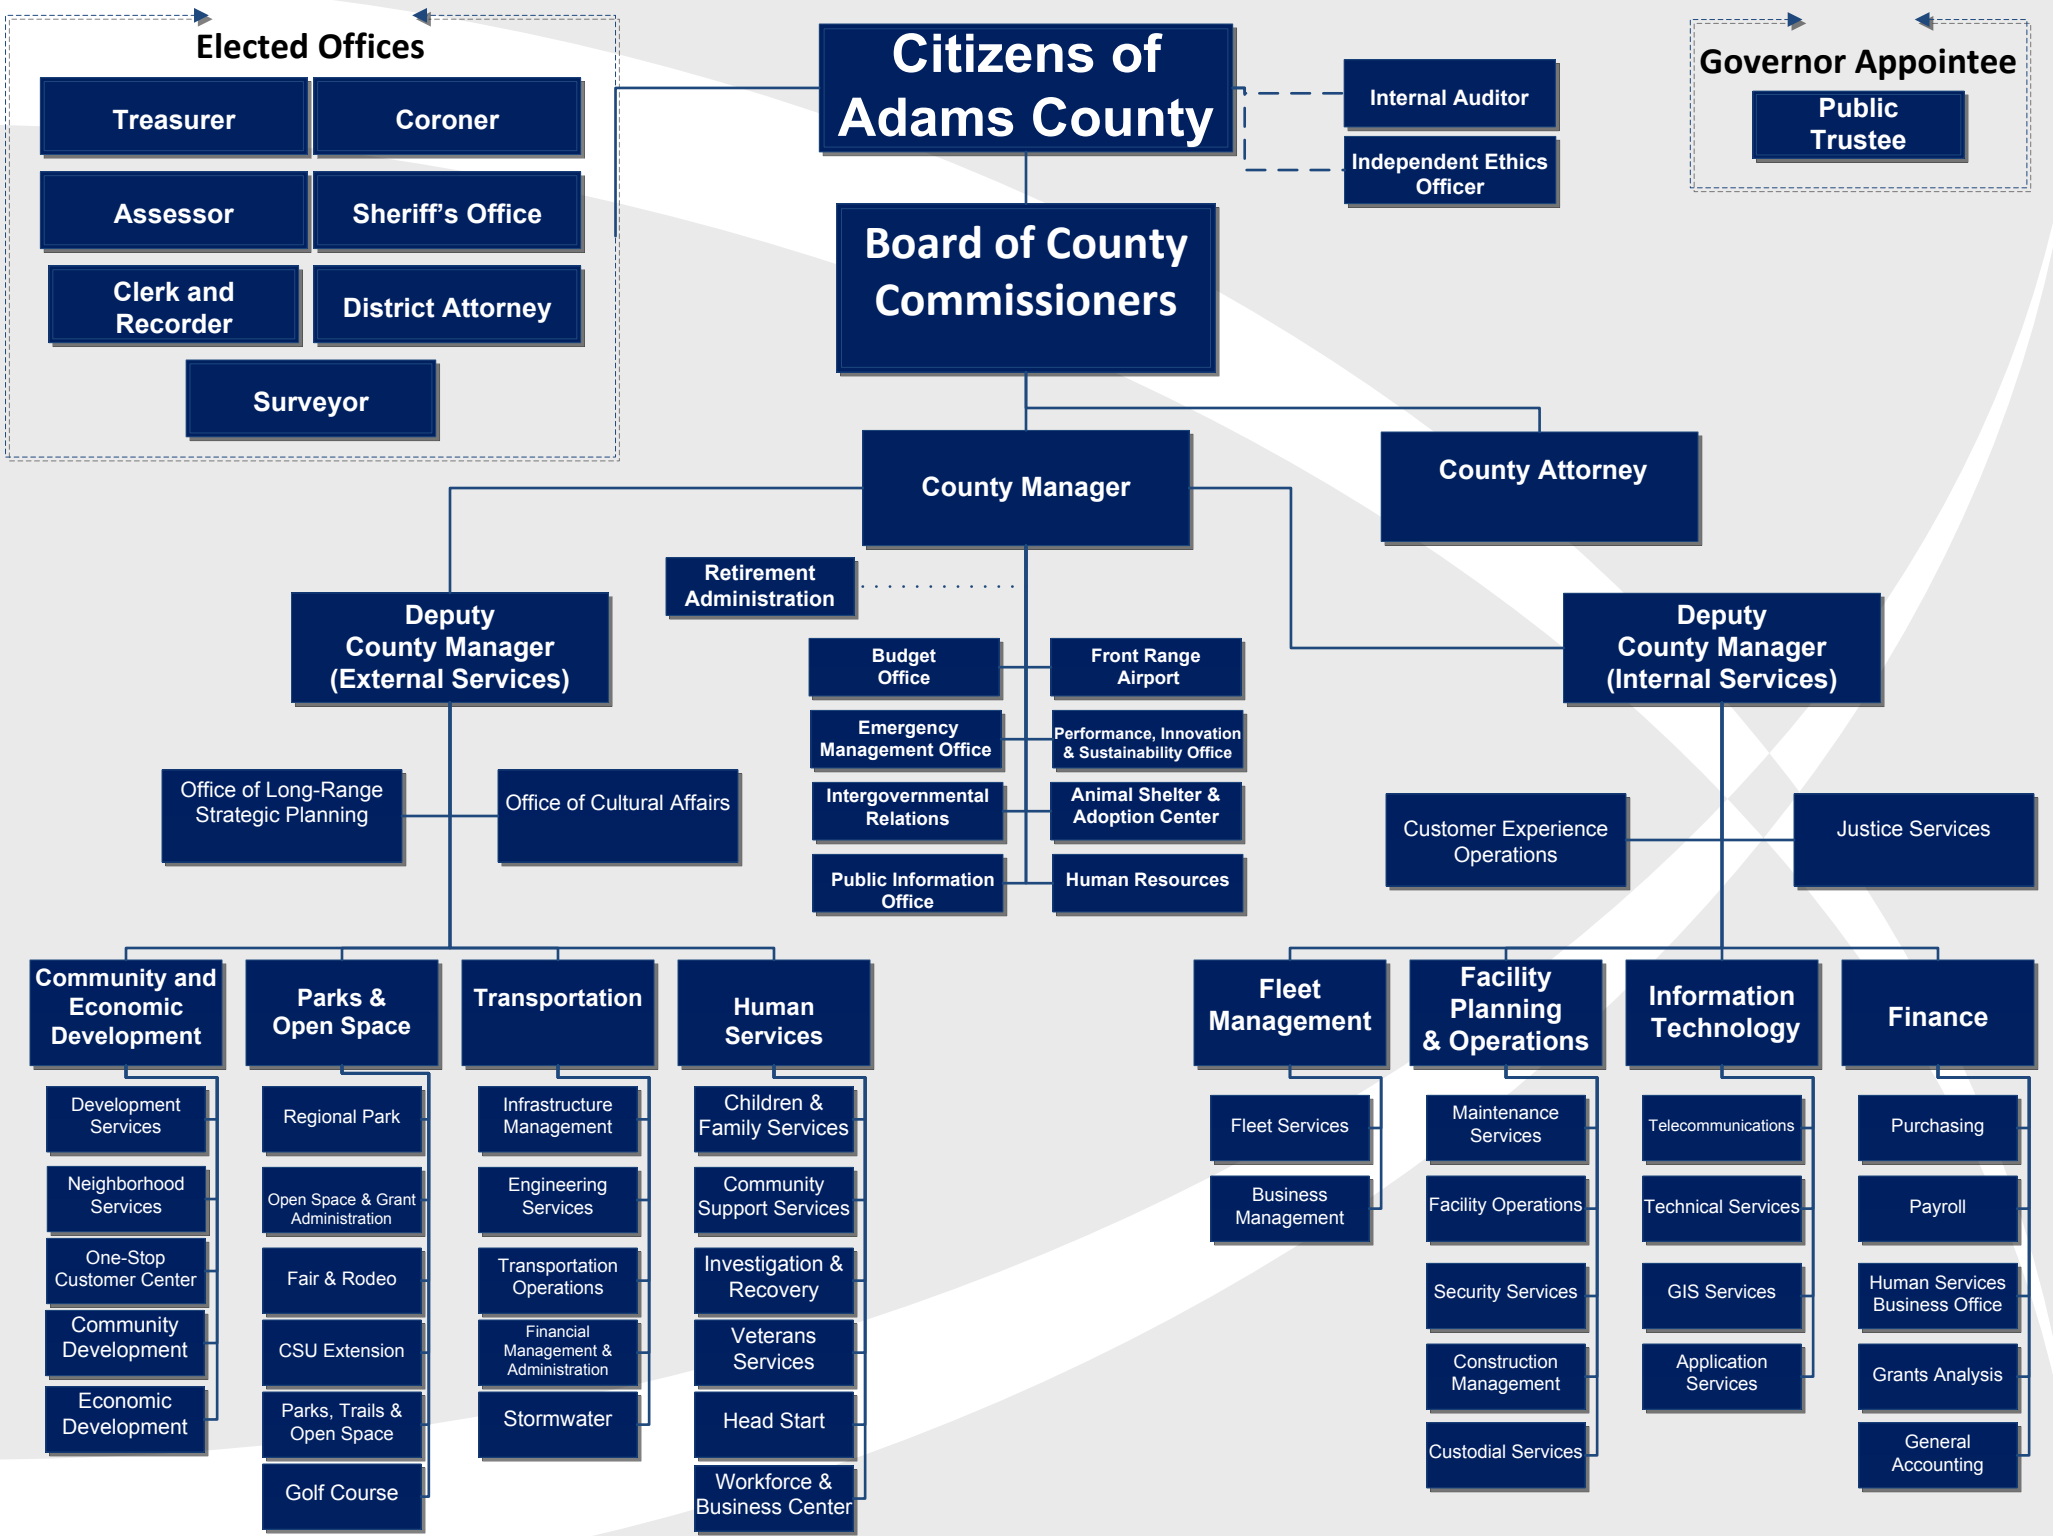 Elected Offices
Treasurer
Coroner
Assessor
Sheriff’s Office
Clerk and
Recorder
District Attorney
Surveyor
Citizens of
Adams County
Internal Auditor
Independent Ethics
Officer
Governor Appointee
Public
Trustee
Board of County
Commissioners
County Manager
County Attorney
Retirement
Administration
Deputy
County Manager
(External Services)
Deputy
County Manager
(Internal Services)
Budget
Office
Front Range
Airport
Emergency
Management Office
Performance, Innovation
& Sustainability Office
Intergovernmental
Relations
Animal Shelter &
Adoption Center
Public Information
Office
Human Resources
Office of Long-Range
Strategic Planning
Office of Cultural Affairs
Customer Experience
Operations
Justice Services
Community and
Economic
Development
Development
Services
Neighborhood
Services
One-Stop
Customer Center
Community
Development
Economic
Development
Parks &
Open Space
Regional Park
Open Space & Grant
Administration
Fair & Rodeo
CSU Extension
Parks, Trails &
Open Space
Golf Course
Transportation
Infrastructure
Management
Engineering
Services
Transportation
Operations
Financial
Management &
Administration
Stormwater
Human
Services
Children &
Family Services
Community
Support Services
Investigation &
Recovery
Veterans
Services
Head Start
Workforce &
Business Center
Fleet
Management
Fleet Services
Business
Management
Facility
Planning
& Operations
Maintenance
Services
Facility Operations
Security Services
Construction
Management
Custodial Services
Information
Technology
Telecommunications
Technical Services
GIS Services
Application
Services
Finance
Purchasing
Payroll
Human Services
Business Office
Grants Analysis
General
Accounting